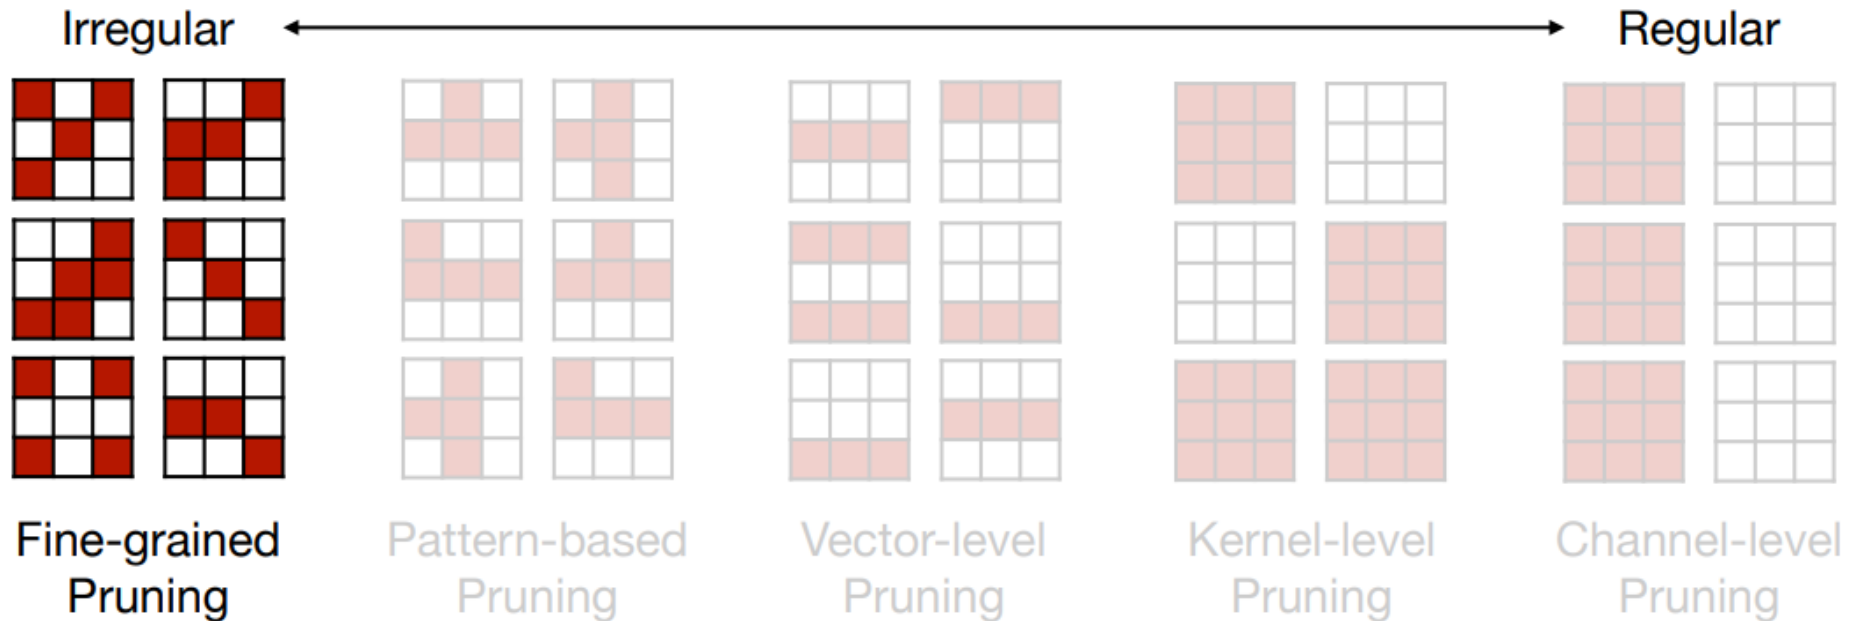 Irregular
Regular
Fine-grained
Pruning
Pattern-based
Pruning
Vector-level
Pruning
Kernel-level
Pruning
Channel-level
Pruning